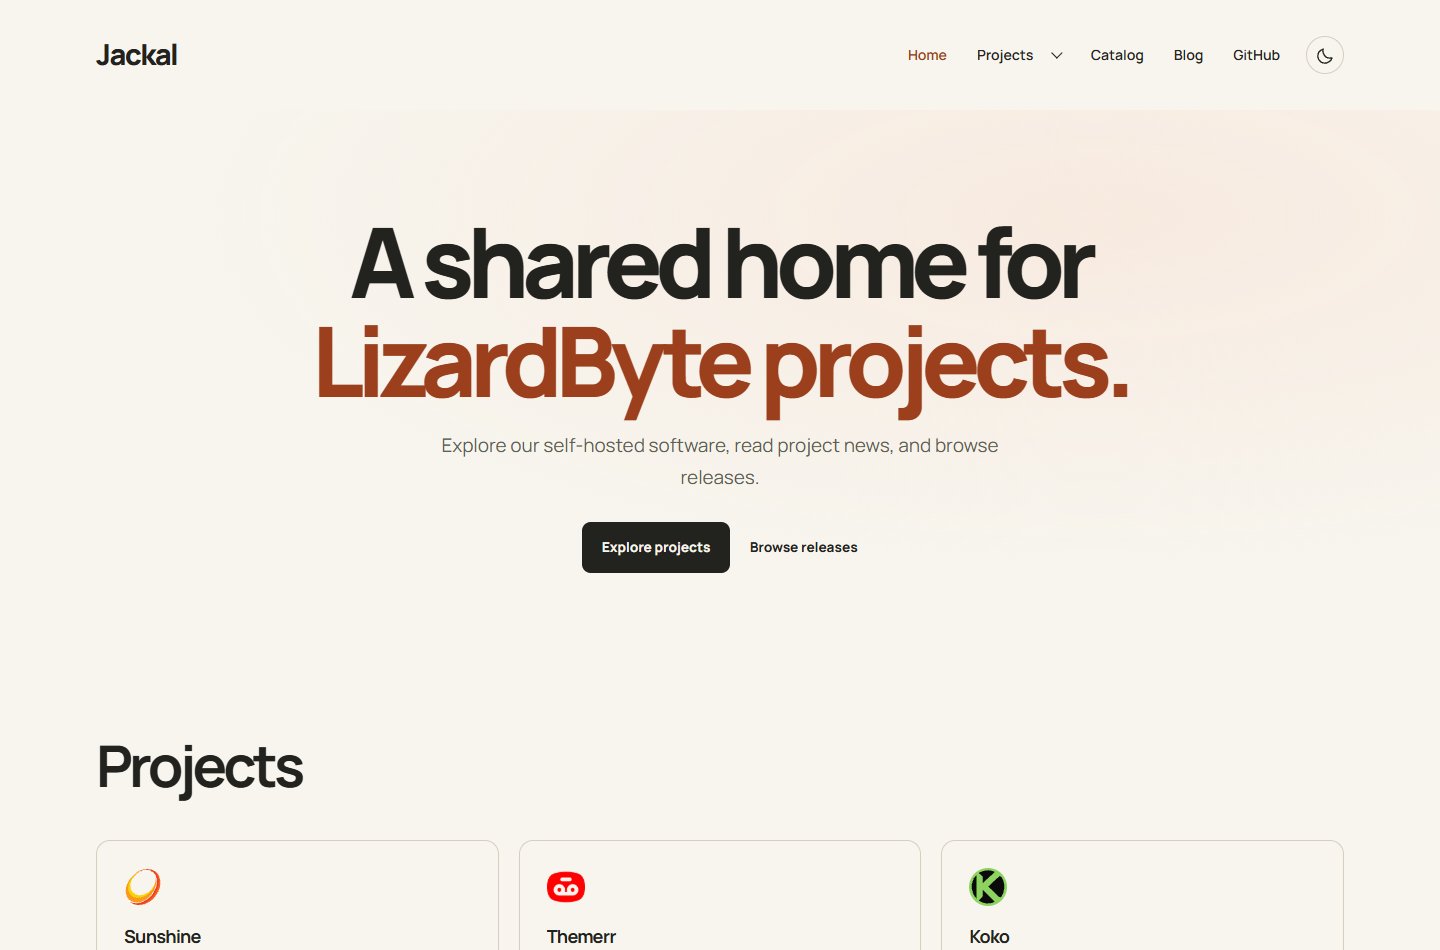 Jackal
Home Projects Catalog Blog GitHub
A shared home for
LizardByte projects.
Explore our self-hosted software, read project news, and browse
releases.
Explore projects Browse releases
Projects
Sunshine Themerr Koko